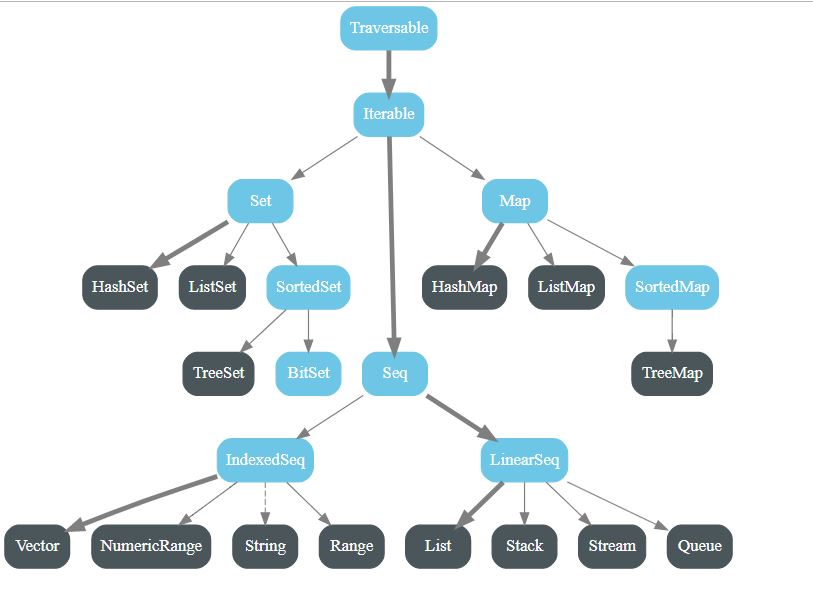 Traversable
Iterable
Set
Map
HashSet
ListSet
SortedSet
HashMap
ListMap
SortedMap
TreeSet
BitSet
Seq
TreeMap
IndexedSeq
LinearSeq
Vector
NumericRange
String
Range
List
Stack
Stream
Queue